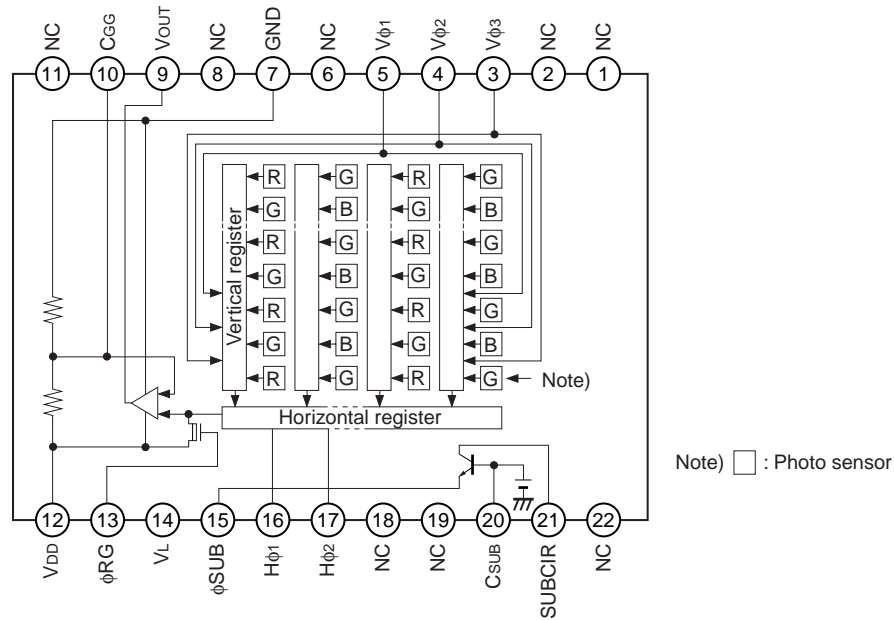 NC CGG VOUT NC GND NC Vϕ1 Vϕ2 Vϕ3 NC NC
11 10 9 8 7 6 5 4 3 2 1
R G R G
G B G B
R G R G
G B G B
R G R G
G B G B
R G R G
Vertical register
Note)
Horizontal register
Note) : Photo sensor
12 13 14 15 16 17 18 19 20 21 22
VDD ϕRG VL ϕSUB Hϕ1 Hϕ2 NC NC CSUB SUBCIR NC